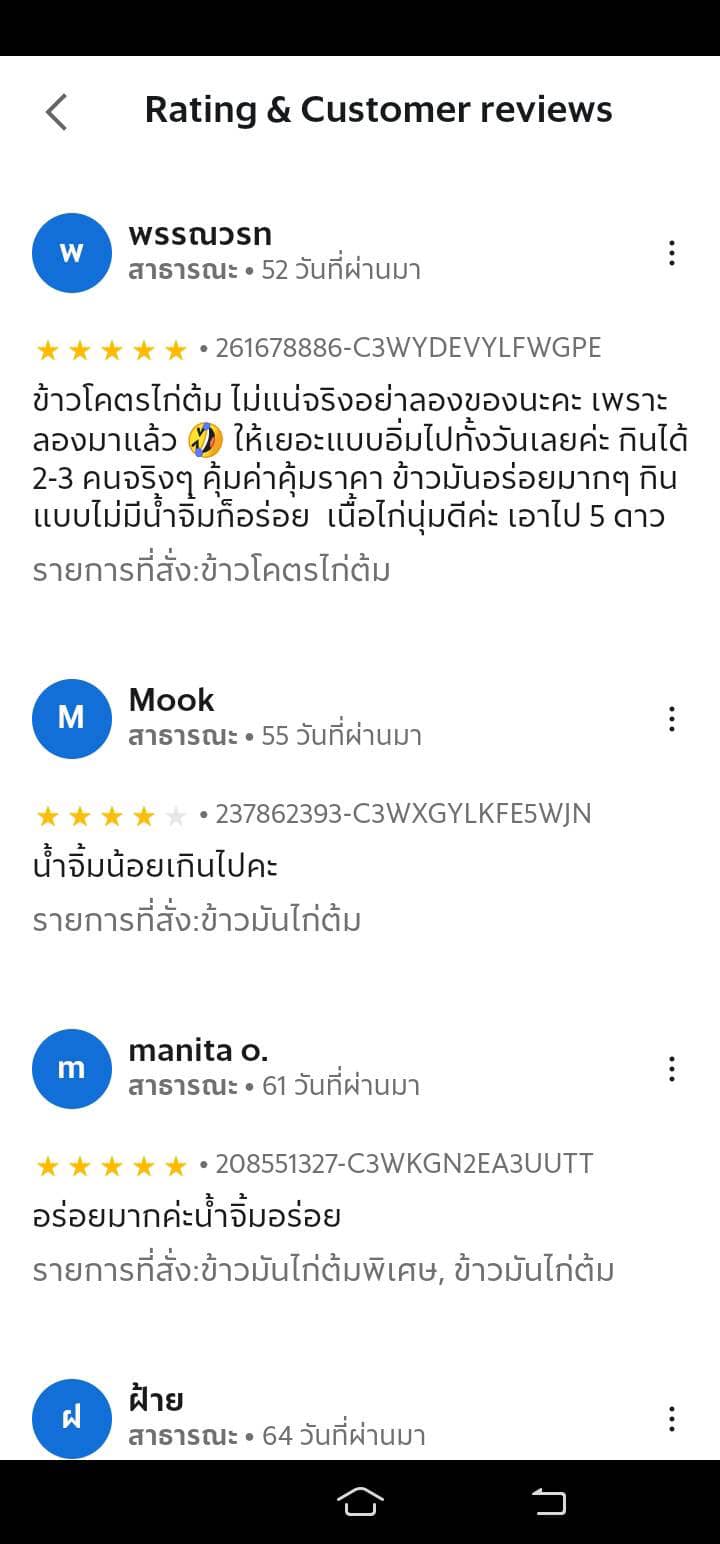 Rating & Customer reviews
พ
พรรณวรท
สาธารณะ • 52 วันที่ผ่านมา
• 261678886-C3WYDEVYLFWGPE
ข้าวโคตรไก่ต้ม ไม่แน่จริงอย่าลองของนะคะ เพราะ
ลองมาแล้ว 🤣 ให้เยอะแบบอิ่มไปทั้งวันเลยค่ะ กินได้
2-3 คนจริงๆ คุ้มค่าคุ้มราคา ข้าวมันอร่อยมากๆ กิน
แบบไม่มีน้ำจิ้มก็อร่อย  เนื้อไก่นุ่มดีค่ะ เอาไป 5 ดาว
รายการที่สั่ง:ข้าวโคตรไก่ต้ม
M
Mook
สาธารณะ • 55 วันที่ผ่านมา
• 237862393-C3WXGYLKFE5WJN
น้ำจิ้มน้อยเกินไปคะ
รายการที่สั่ง:ข้าวมันไก่ต้ม
m
manita o.
สาธารณะ • 61 วันที่ผ่านมา
• 208551327-C3WKGN2EA3UUTT
อร่อยมากค่ะน้ำจิ้มอร่อย
รายการที่สั่ง:ข้าวมันไก่ต้มพิเศษ, ข้าวมันไก่ต้ม
ฝ
ฝ้าย
สาธารณะ • 64 วันที่ผ่านมา